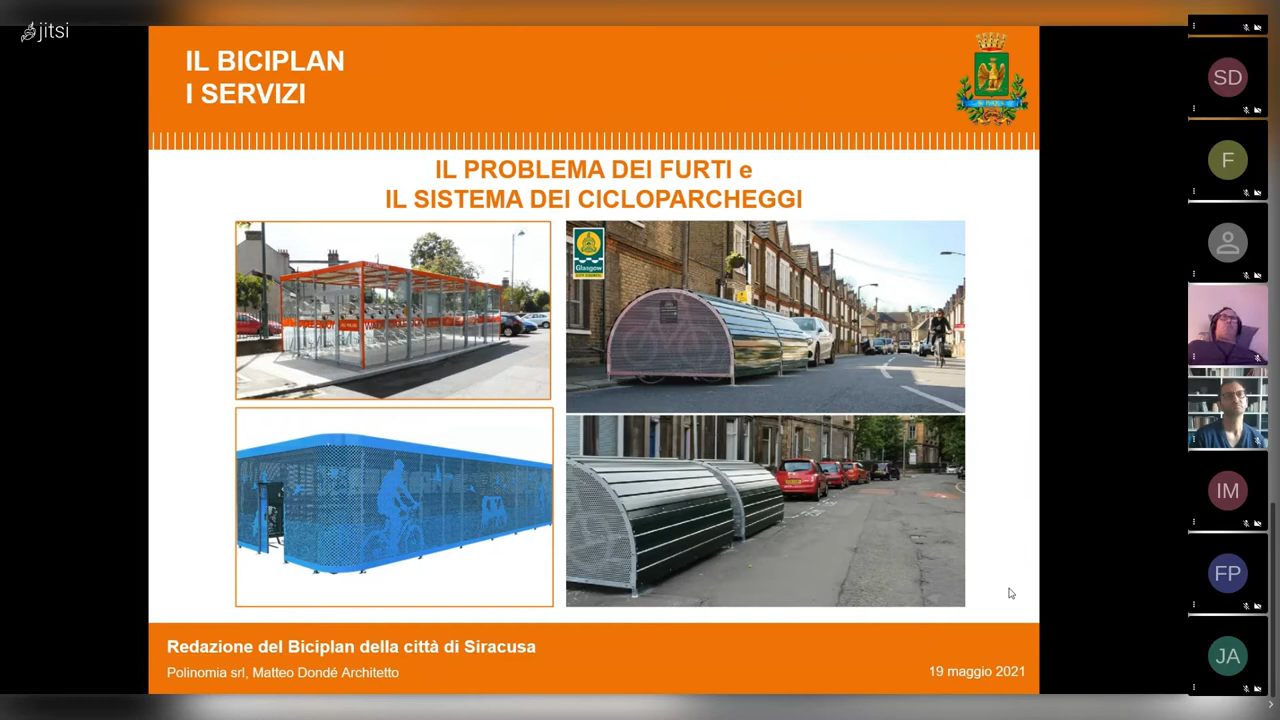 jitsi
IL BICIPLAN
I SERVIZI
IL PROBLEMA DEI FURTI e
IL SISTEMA DEI CICLOPARCHEGGI
Glasgow
Redazione del Biciplan della città di Siracusa
Polinomia srl, Matteo Dondé Architetto
19 maggio 2021
SD
F
IM
FP
JA